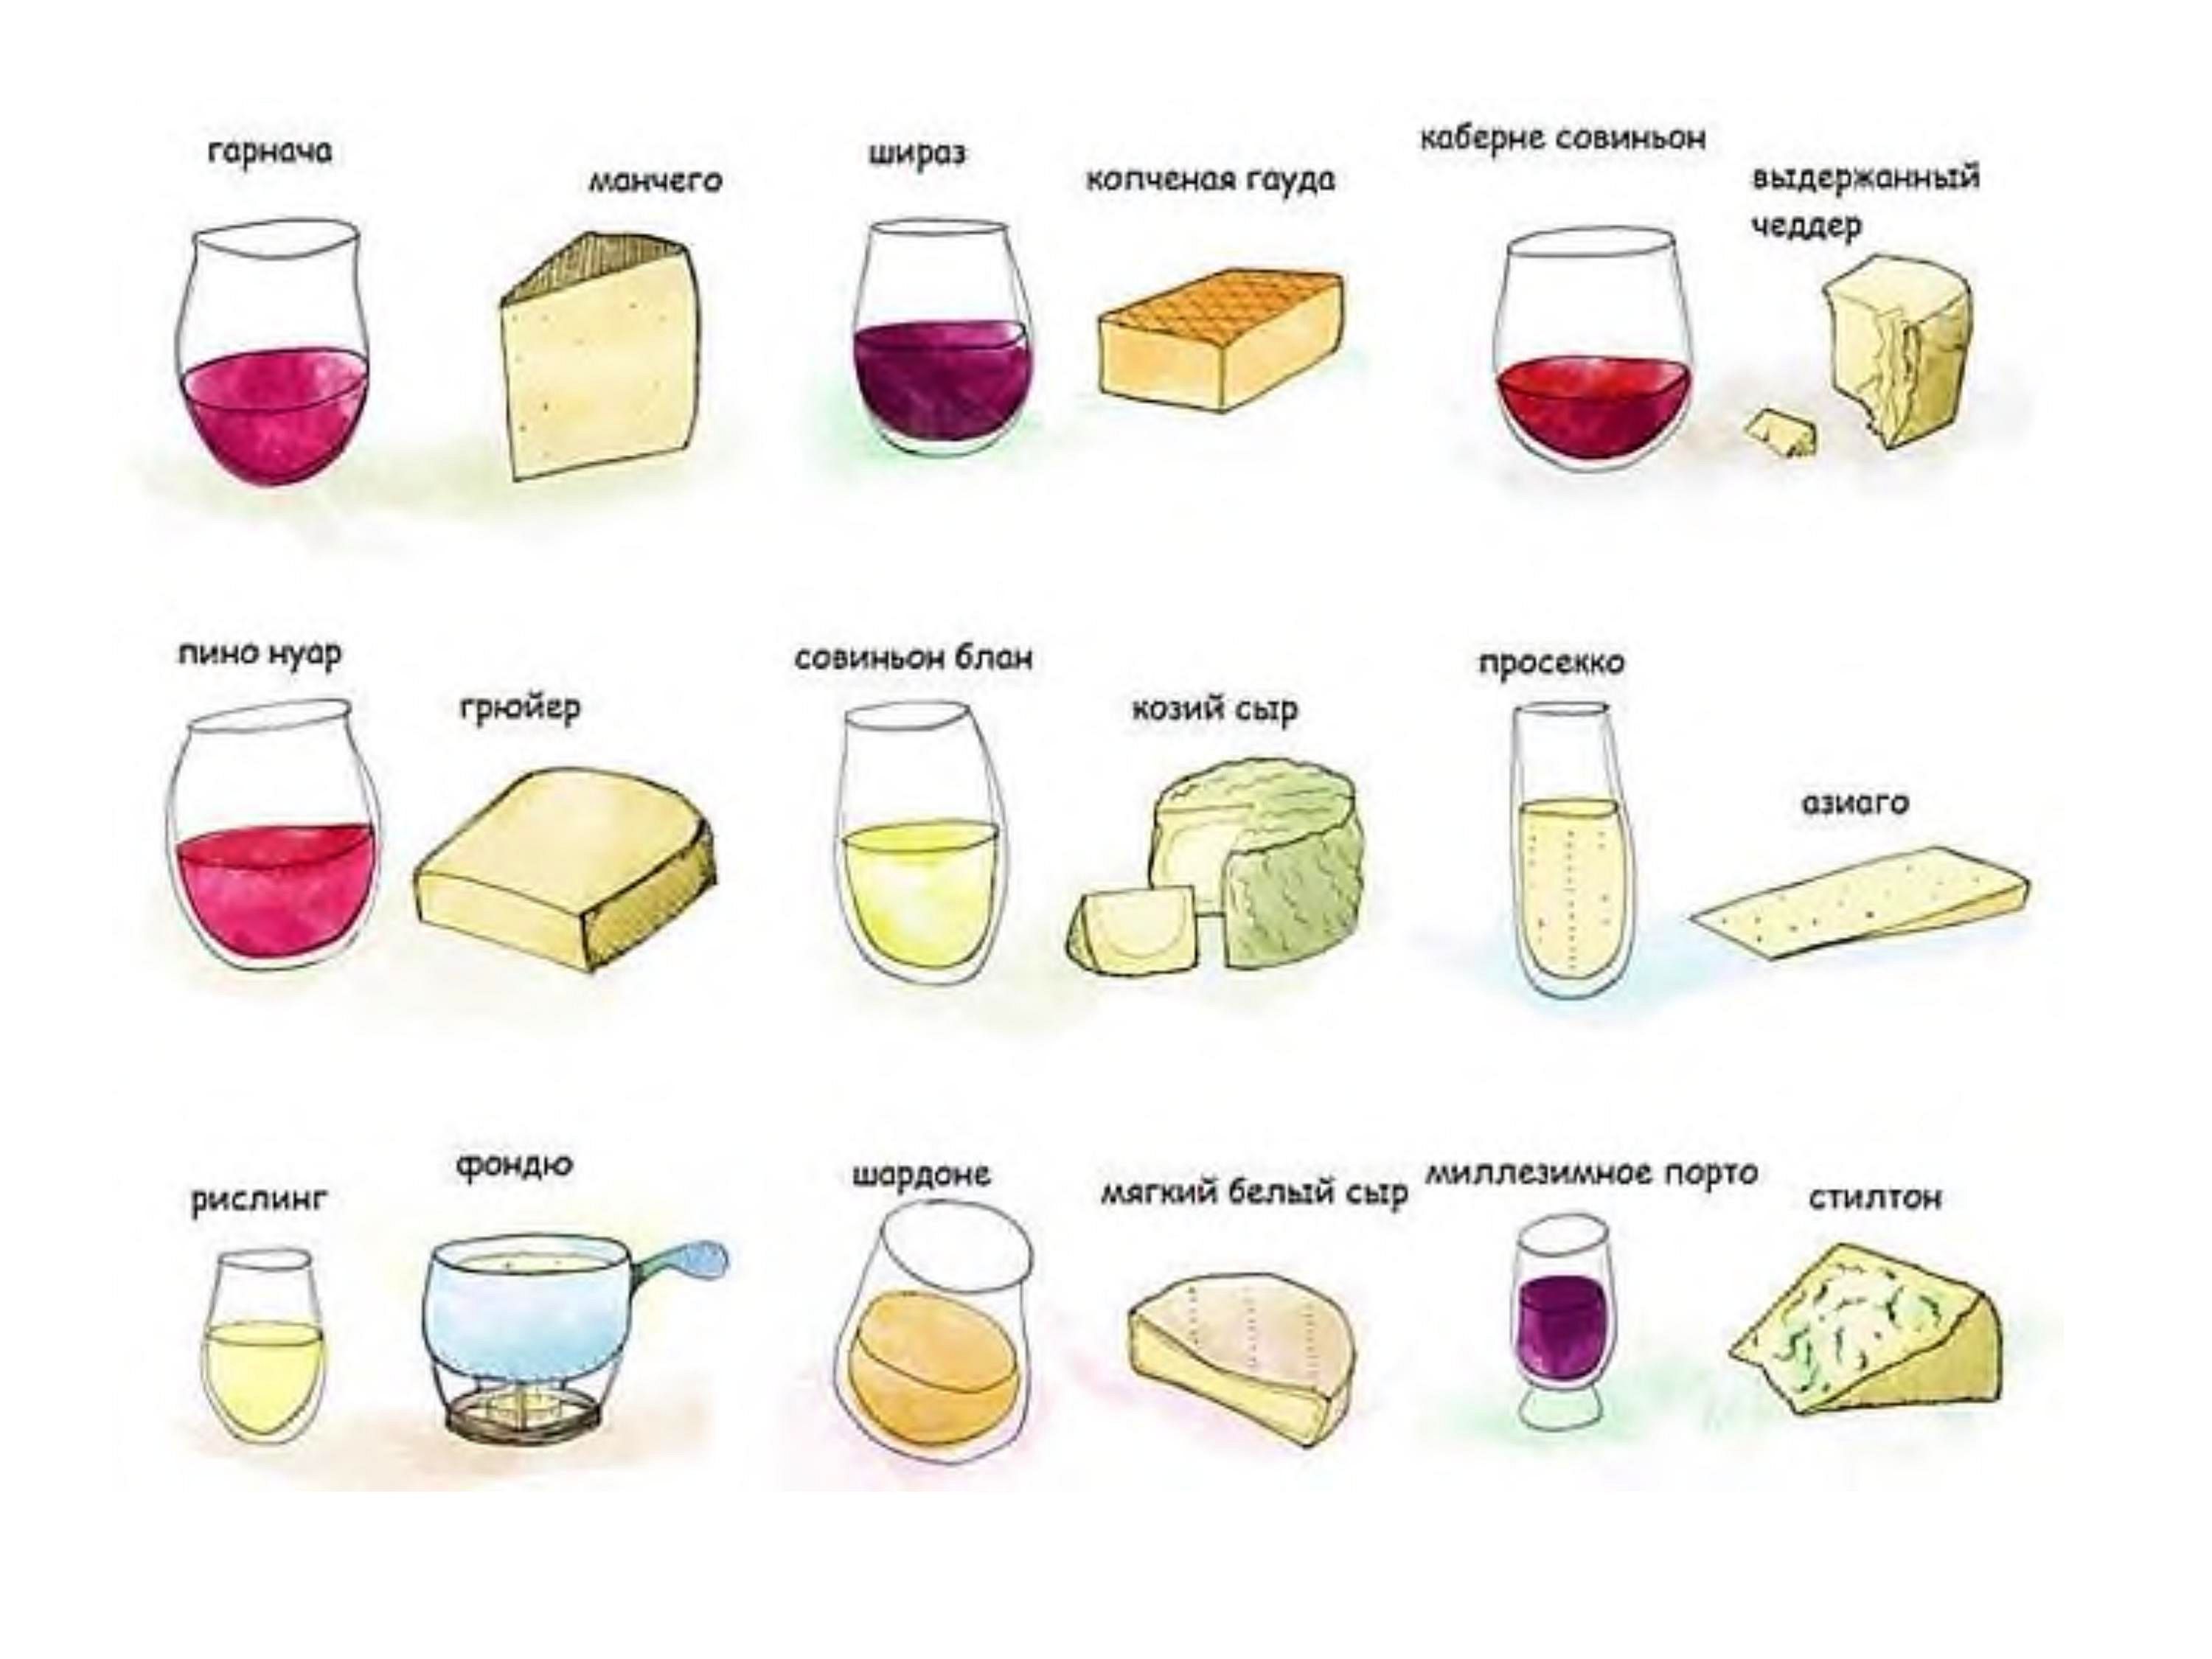 гарнача
манчего
шираз
копченая гауда
каберне совиньон
выдержанный
чеддер
пино нуар
грюйер
совиньон блан
козий сыр
просекко
азиаго
рислинг
фондю
шардоне
мягкий белый сыр
миллезимное порто
стилтон